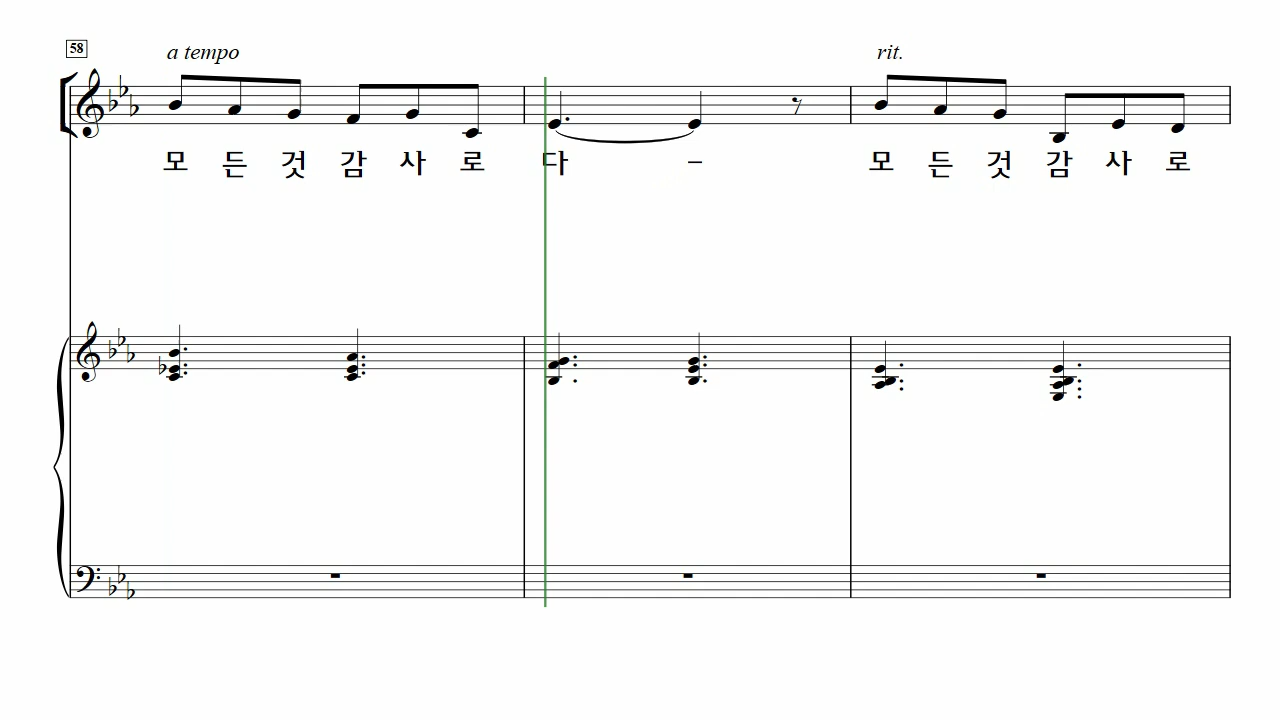 58
a tempo
rit.
모 든 것 감 사 로 다 – 모 든 것 감 사 로